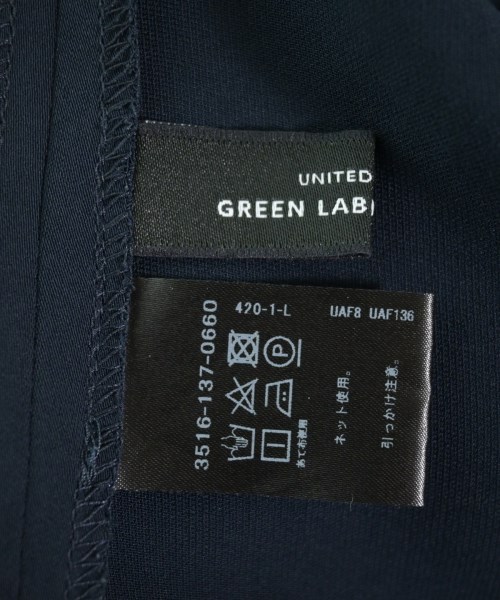 UNITED
GREEN LAB
420-1-L
UAF8 UAF136
3516-137-0660
P
あて布使用
ネット使用。
引っかけ注意。